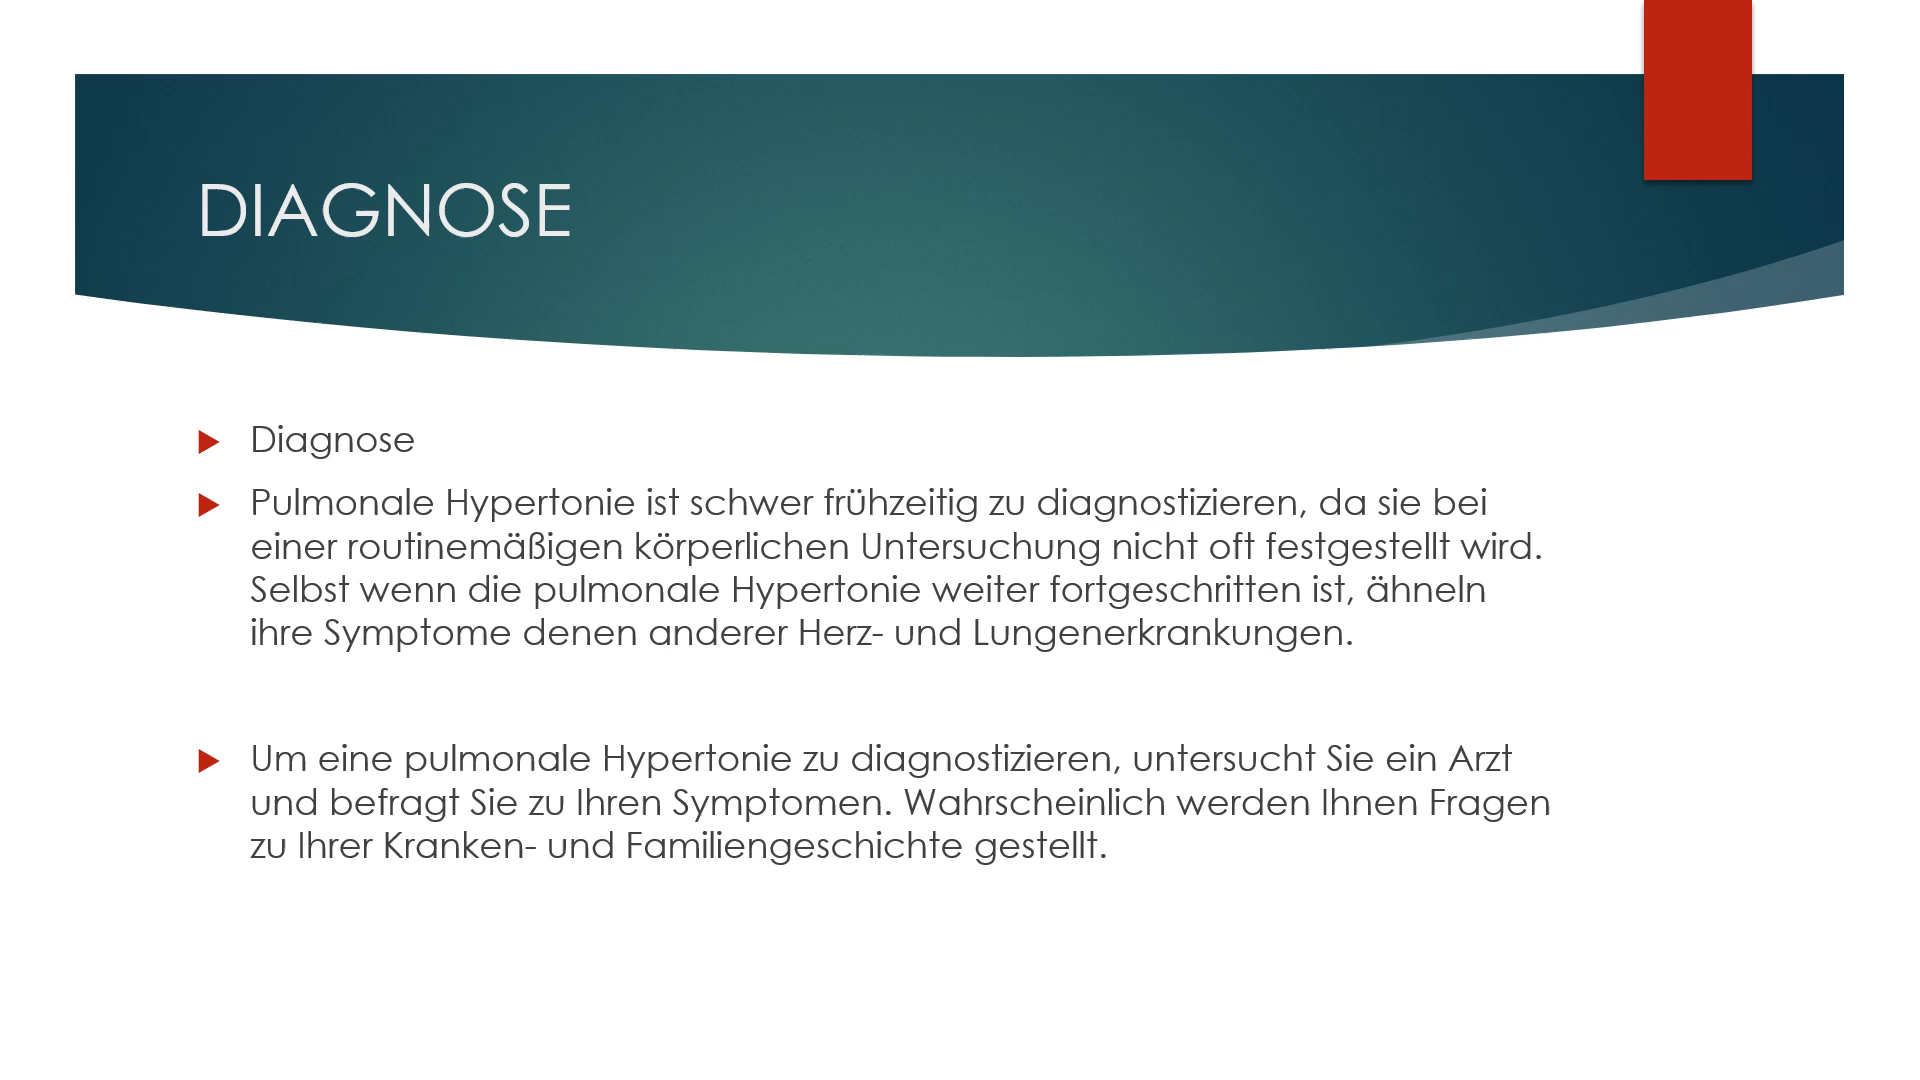 DIAGNOSE
Diagnose
Pulmonale Hypertonie ist schwer frühzeitig zu diagnostizieren, da sie bei
einer routinemäßigen körperlichen Untersuchung nicht oft festgestellt wird.
Selbst wenn die pulmonale Hypertonie weiter fortgeschritten ist, ähneln
ihre Symptome denen anderer Herz- und Lungenerkrankungen.
Um eine pulmonale Hypertonie zu diagnostizieren, untersucht Sie ein Arzt
und befragt Sie zu Ihren Symptomen. Wahrscheinlich werden Ihnen Fragen
zu Ihrer Kranken- und Familiengeschichte gestellt.